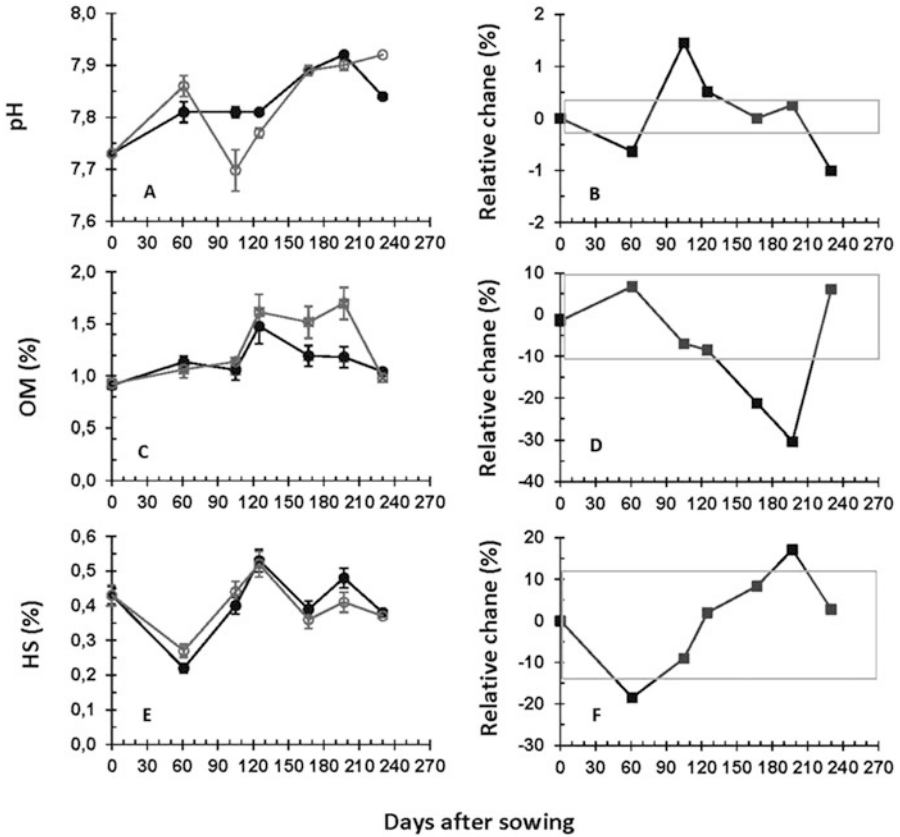 pH
8,0
7,9
7,8
7,7
7,6
A
0 30 60 90 120 150 180 210 240 270
Relative chane (%)
2
1
0
-1
-2
B
0 30 60 90 120 150 180 210 240 270
OM (%)
2,0
1,5
1,0
0,5
0,0
C
0 30 60 90 120 150 180 210 240 270
Relative chane (%)
10
0
-10
-20
-30
-40
D
0 30 60 90 120 150 180 210 240 270
HS (%)
0,6
0,5
0,4
0,3
0,2
0,1
0,0
E
0 30 60 90 120 150 180 210 240 270
Relative chane (%)
20
10
0
-10
-20
-30
F
0 30 60 90 120 150 180 210 240 270
Days after sowing